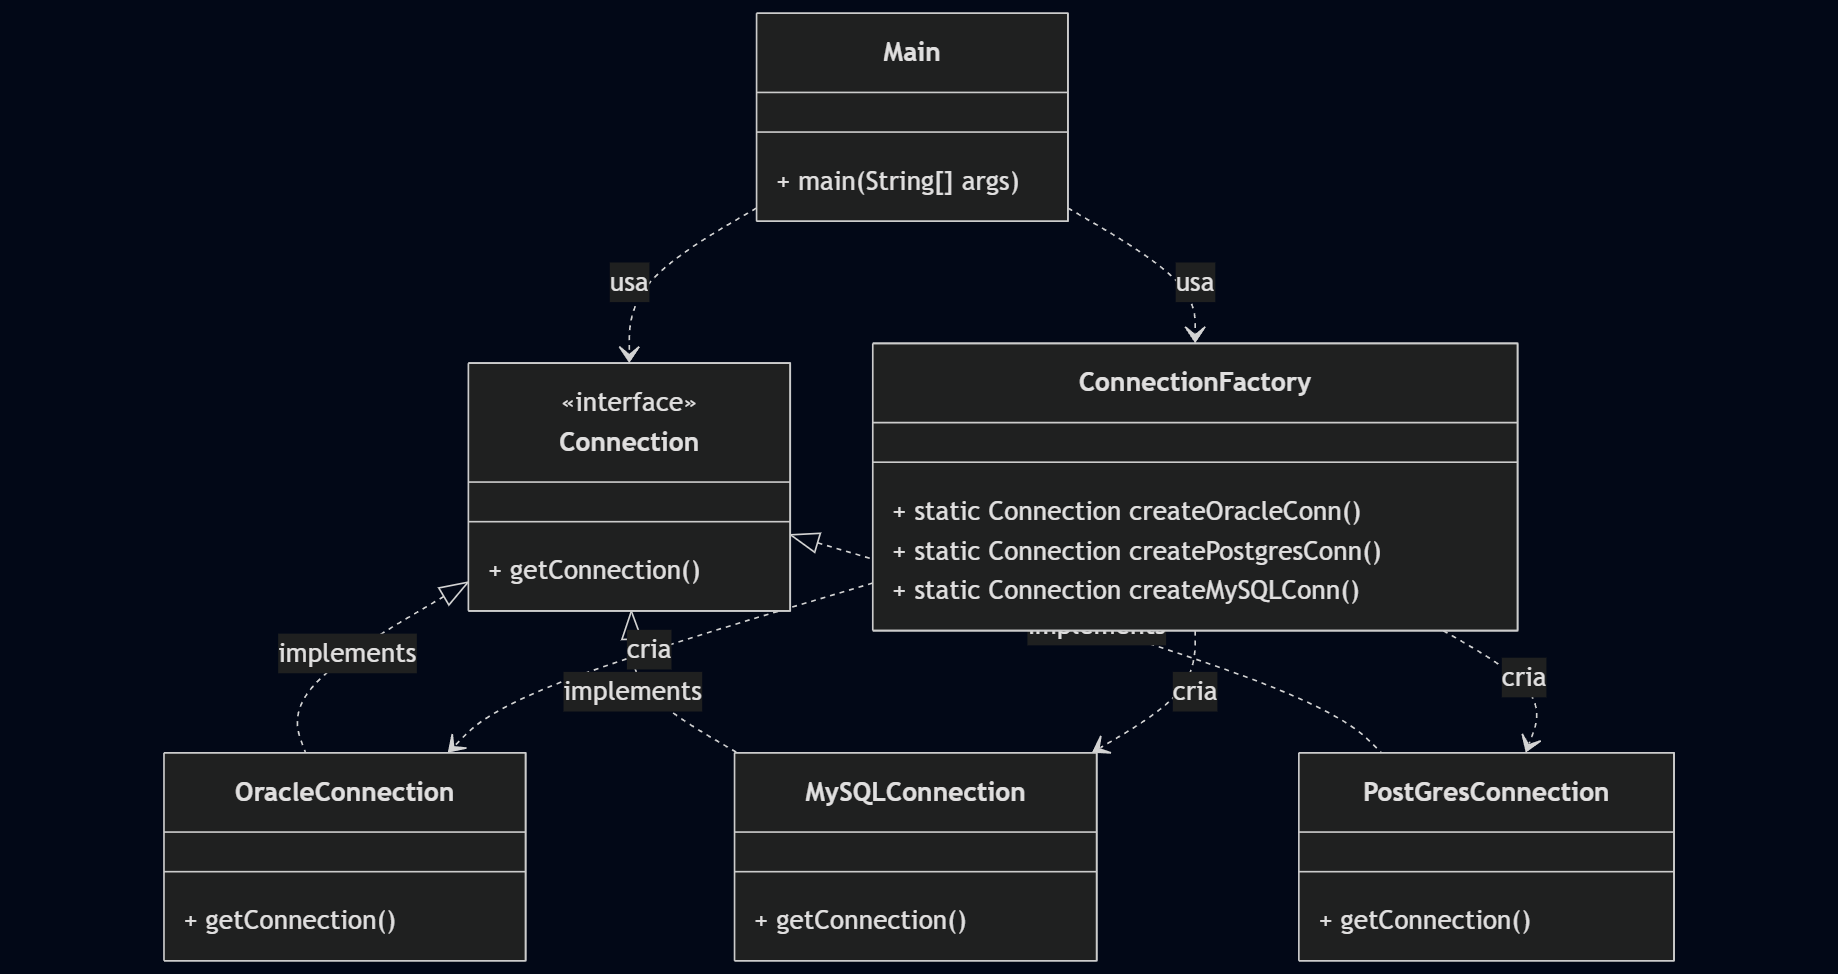 Main
+ main(String[] args)
usa
usa
«interface»
Connection
+ getConnection()
ConnectionFactory
+ static Connection createOracleConn()
+ static Connection createPostgresConn()
+ static Connection createMySQLConn()
implements
cria
implements
implements
cria
cria
OracleConnection
+ getConnection()
MySQLConnection
+ getConnection()
PostGresConnection
+ getConnection()